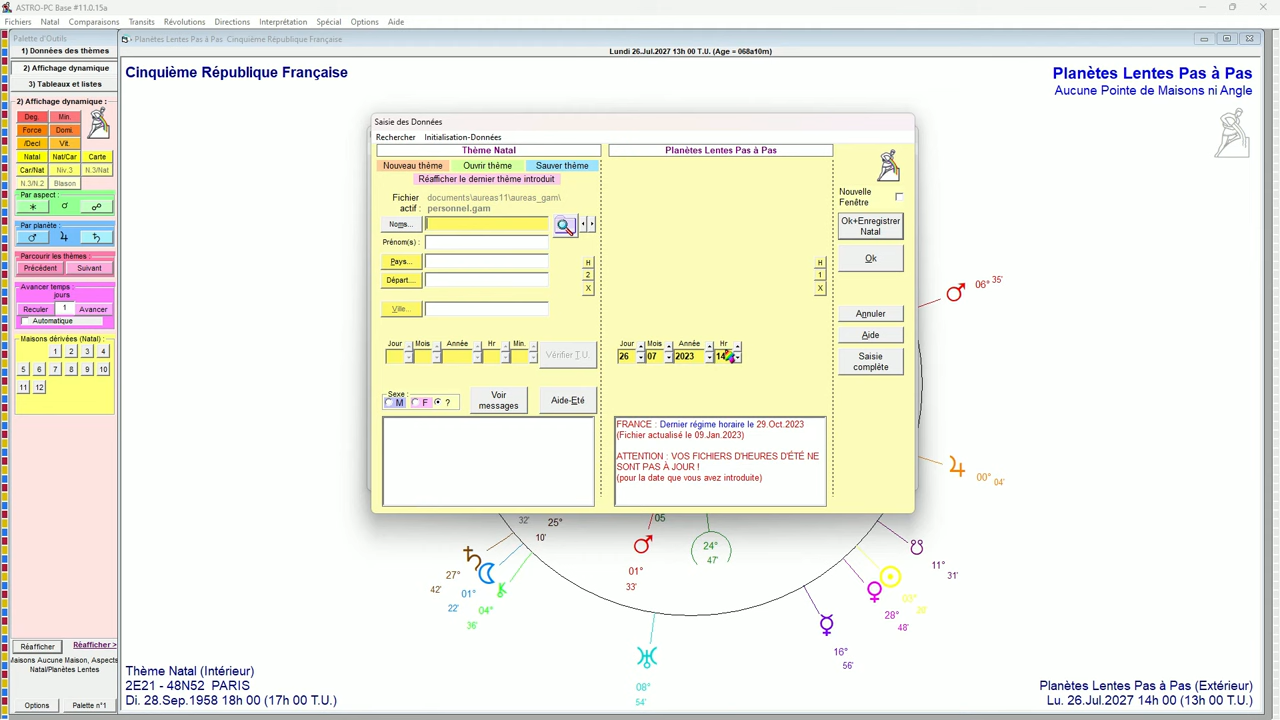 ASTRO-PC Base #11.0.15a
Fichiers Natal Comparaisons Transits Révolutions Directions Interprétation Spécial Options Aide
Palette d'Outils
Planètes Lentes Pas à Pas Cinquième République Française
1) Données des thèmes
2) Affichage dynamique
3) Tableaux et listes
2) Affichage dynamique :
Deg. Min.
Force Domi.
/Decl Vit.
Natal Nat/Car Carte
Car/Nat Niv.3 N.3/Nat
N.3/N.2 Blason
Par aspect :
Par planète :
Parcourir les thèmes :
Précédent Suivant
Avancer temps :
jours
Reculer 1 Avancer
Automatique
Maisons dérivées (Natal) :
1 2 3 4
5 6 7 8 9 10
11 12
Réafficher Réafficher >
Maisons Aucune Maison, Aspects
Natal/Planètes Lentes
Options Palette n°1
Lundi 26.Jul.2027 13h 00 T.U. (Age = 068a10m)
Cinquième République Française
Planètes Lentes Pas à Pas
Aucune Pointe de Maisons ni Angle
Saisie des Données
Rechercher Initialisation-Données
Thème Natal
Planètes Lentes Pas à Pas
Nouveau thème Ouvrir thème Sauver thème
Réafficher le dernier thème introduit
Fichier documents\aureas11\aureas_gam\
actif : personnel.gam
Noms...
Prénom(s) :
Pays...
Départ....
Ville...
H
2
X
H
1
X
Jour Mois Année Hr Min.
Vérifier T.U.
Jour Mois Année Hr
26 07 2023 14
Sexe :
M F ?
Voir messages
Aide-Eté
FRANCE : Dernier régime horaire le 29.Oct.2023
(Fichier actualisé le 09.Jan.2023)
ATTENTION : VOS FICHIERS D'HEURES D'ÉTÉ NE
SONT PAS À JOUR !
(pour la date que vous avez introduite)
Nouvelle
Fenêtre
Ok+Enregistrer
Natal
Ok
Annuler
Aide
Saisie
complète
06° 35'
00° 04'
32' 25°
10'
05
24°
47'
01°
33'
27°
42'
01°
22'
04°
36'
08°
54'
11°
31'
28°
48'
16°
56'
Thème Natal (Intérieur)
2E21 - 48N52 PARIS
Di. 28.Sep.1958 18h 00 (17h 00 T.U.)
Planètes Lentes Pas à Pas (Extérieur)
Lu. 26.Jul.2027 14h 00 (13h 00 T.U.)